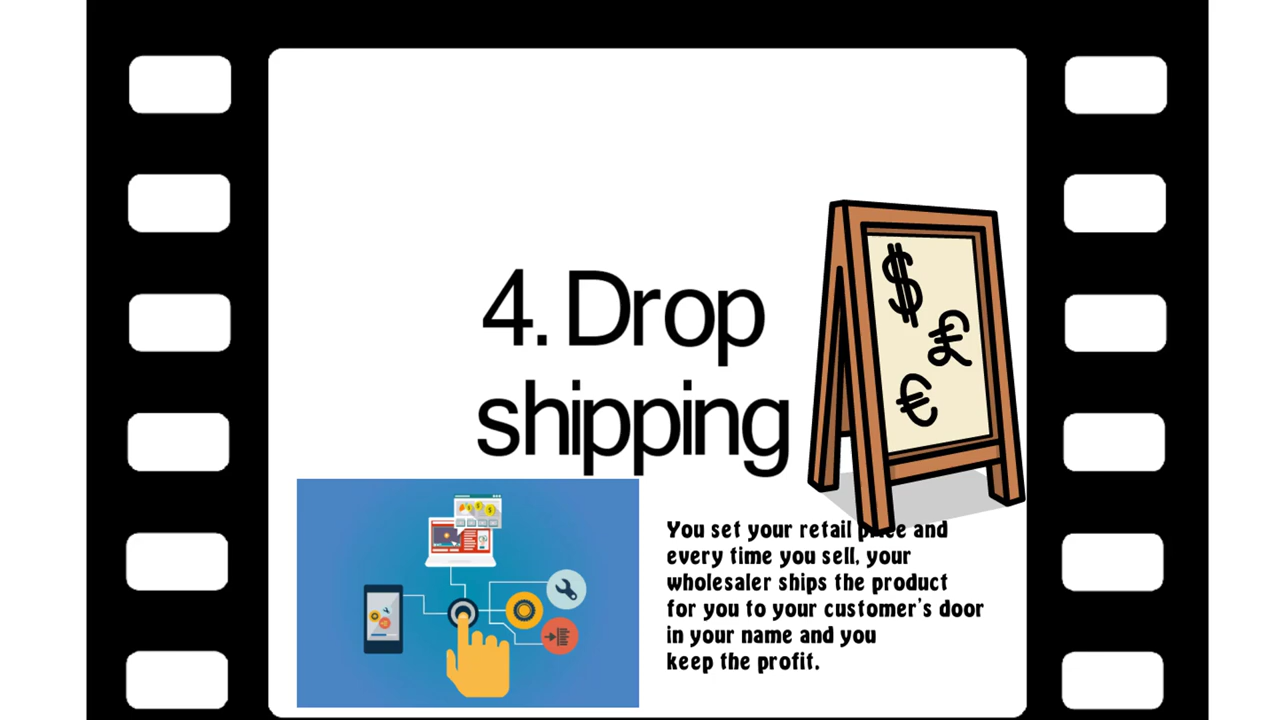 4. Drop
shipping
$
£
€
You set your retail price and
every time you sell, your
wholesaler ships the product
for you to your customer's door
in your name and you
keep the profit.